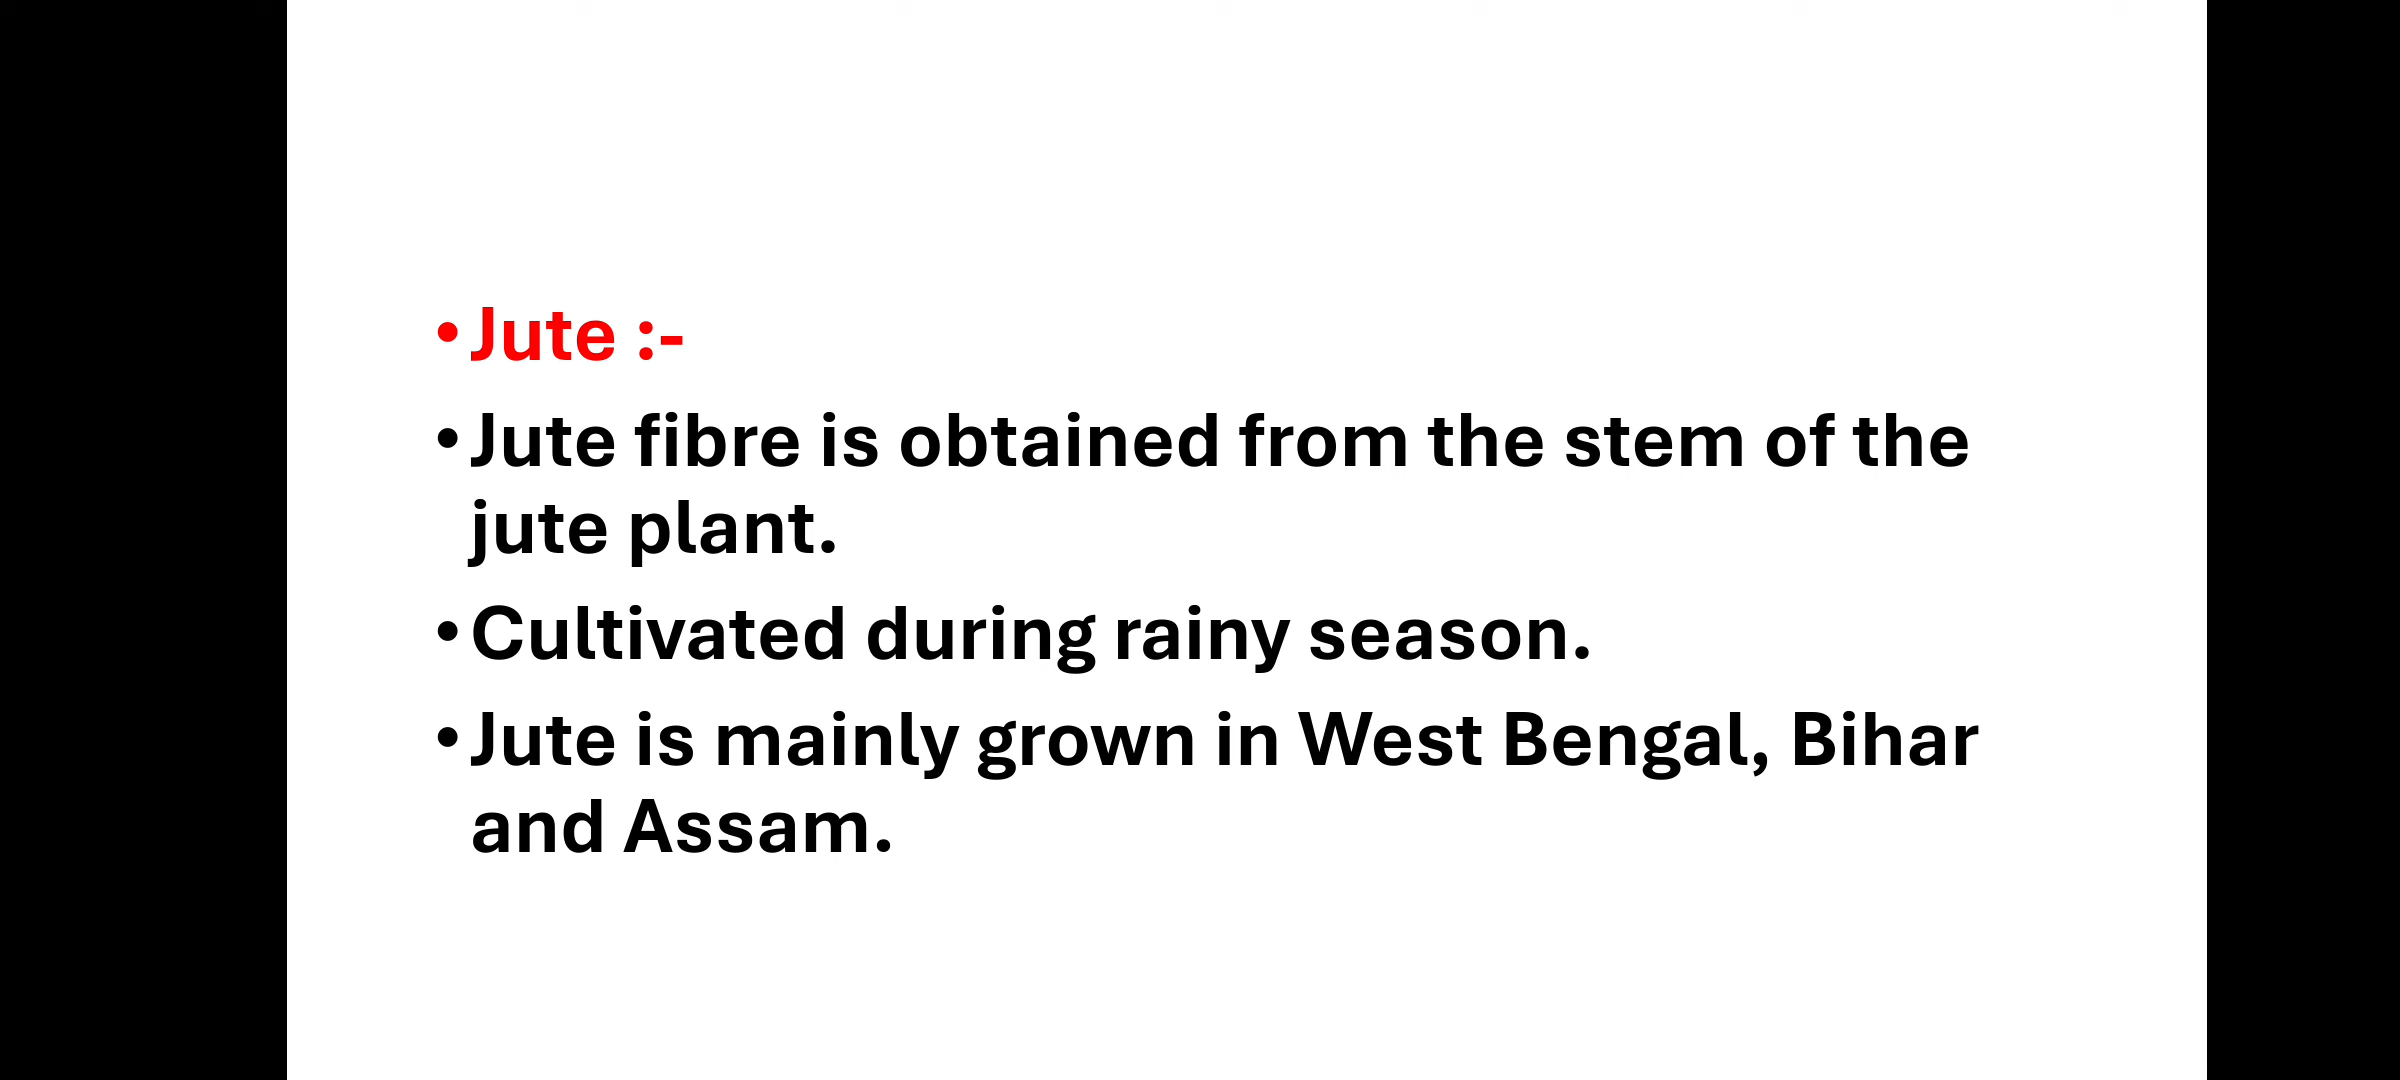 •Jute :-
•Jute fibre is obtained from the stem of the
jute plant.
•Cultivated during rainy season.
•Jute is mainly grown in West Bengal, Bihar
and Assam.